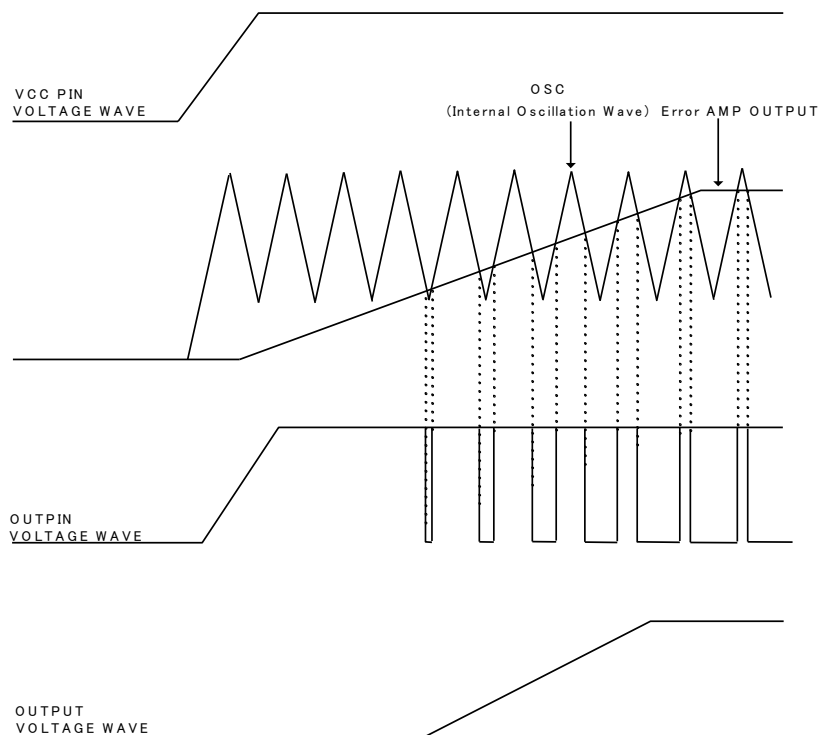 VCC PIN
VOLTAGE WAVE
OSC
(Internal Oscillation Wave) Error AMP OUTPUT
OUTPIN
VOLTAGE WAVE
OUTPUT
VOLTAGE WAVE